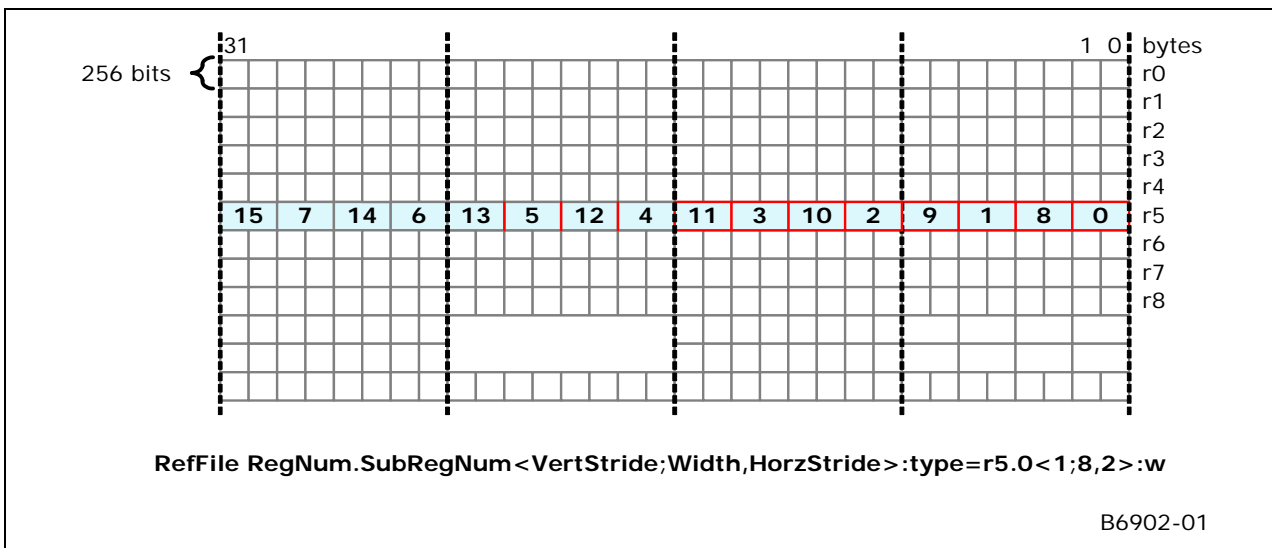 31 1 0 bytes
256 bits r0
r1
r2
r3
r4
15 7 14 6 13 5 12 4 11 3 10 2 9 1 8 0 r5
r6
r7
r8
RefFile RegNum.SubRegNum<VertStride;Width,HorzStride>:type=r5.0<1;8,2>:w
B6902-01